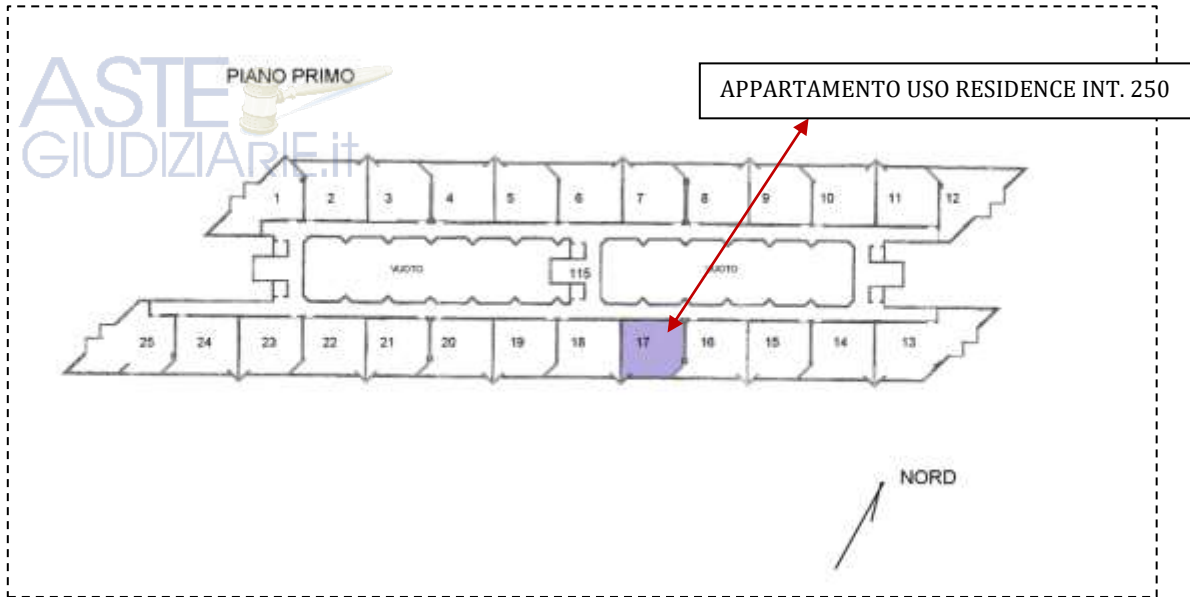 ASTE
GIUDIZIARIE.it
PIANO PRIMO
APPARTAMENTO USO RESIDENCE INT. 250
1 2 3 4 5 6 7 8 9 10 11 12
VUOTO 115 VUOTO
25 24 23 22 21 20 19 18 17 16 15 14 13
NORD